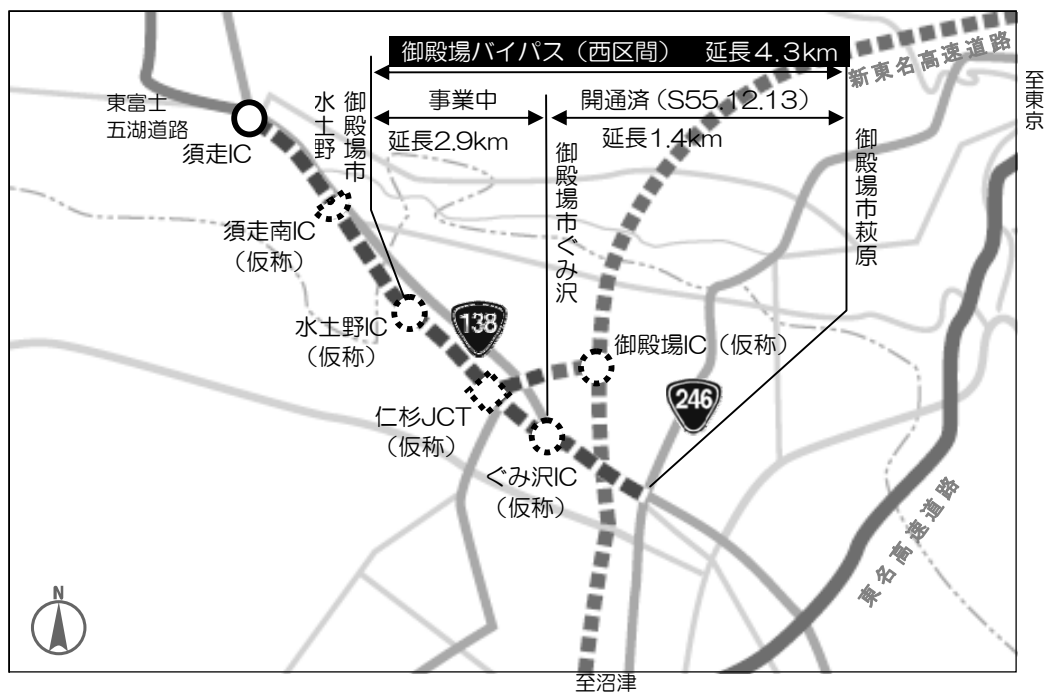 御殿場バイパス（西区間） 延長4.3km
新東名高速道路
至東京
事業中
開通済（S55.12.13）
延長2.9km
延長1.4km
東富士
五湖道路
須走IC
御殿場市
水土野
御殿場市ぐみ沢
御殿場市萩原
須走南IC
（仮称）
水土野IC
（仮称）
138
御殿場IC（仮称）
246
仁杉JCT
（仮称）
ぐみ沢IC
（仮称）
東名高速道路
N
至沼津